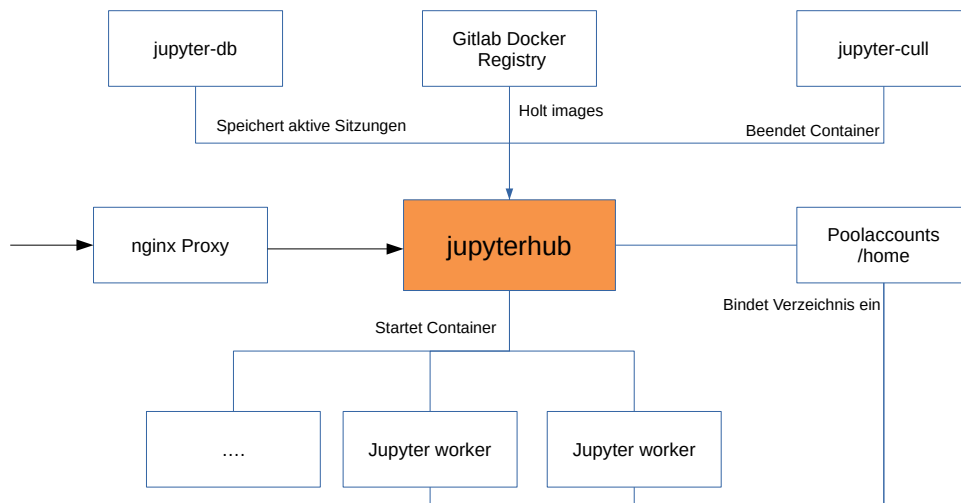 jupyter-db
Gitlab Docker
Registry
jupyter-cull
Speichert aktive Sitzungen
Holt images
Beendet Container
nginx Proxy
jupyterhub
Poolaccounts
/home
Startet Container
Bindet Verzeichnis ein
....
Jupyter worker
Jupyter worker